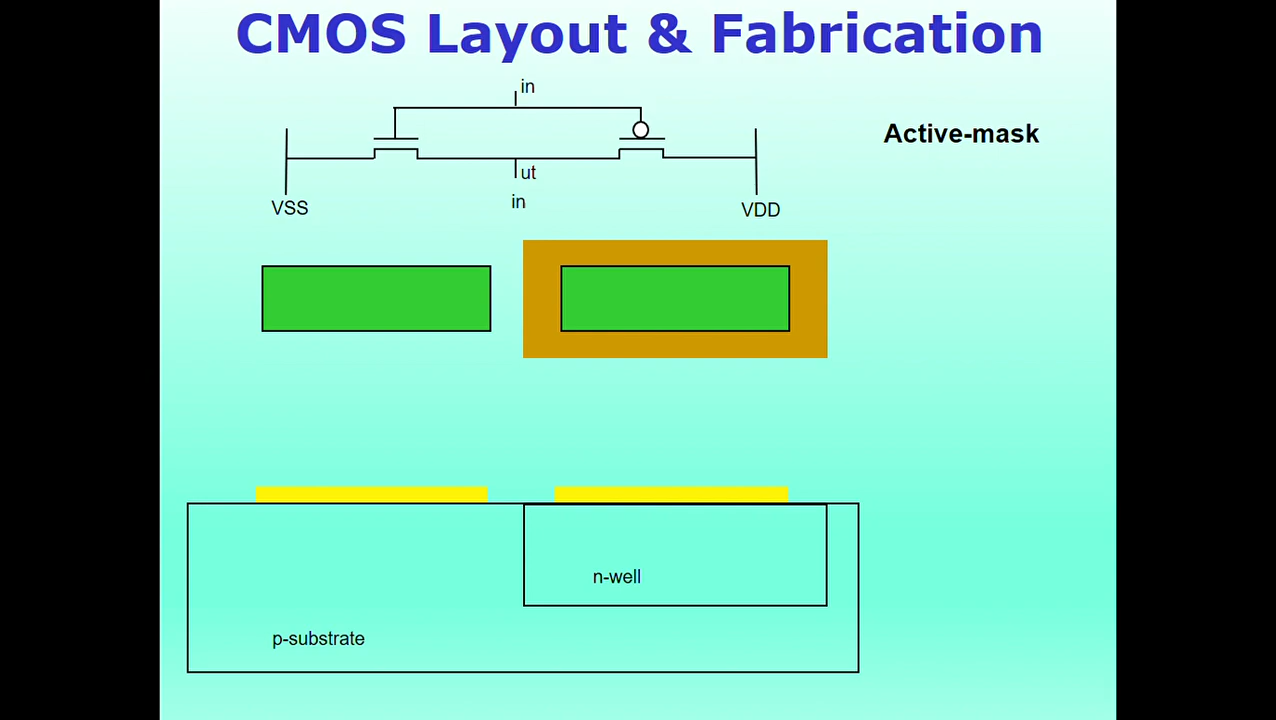 CMOS Layout & Fabrication
in
Active-mask
ut
in
VSS
VDD
n-well
p-substrate